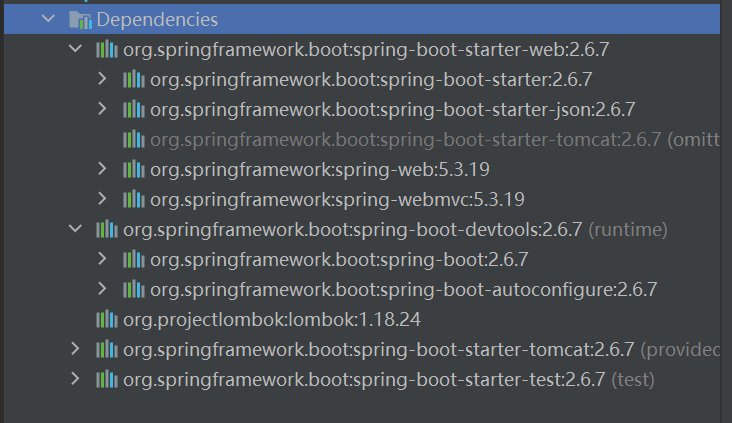 Dependencies
org.springframework.boot:spring-boot-starter-web:2.6.7
org.springframework.boot:spring-boot-starter:2.6.7
org.springframework.boot:spring-boot-starter-json:2.6.7
org.springframework.boot:spring-boot-starter-tomcat:2.6.7 (omitt
org.springframework:spring-web:5.3.19
org.springframework:spring-webmvc:5.3.19
org.springframework.boot:spring-boot-devtools:2.6.7 (runtime)
org.springframework.boot:spring-boot:2.6.7
org.springframework.boot:spring-boot-autoconfigure:2.6.7
org.projectlombok:lombok:1.18.24
org.springframework.boot:spring-boot-starter-tomcat:2.6.7 (provided
org.springframework.boot:spring-boot-starter-test:2.6.7 (test)